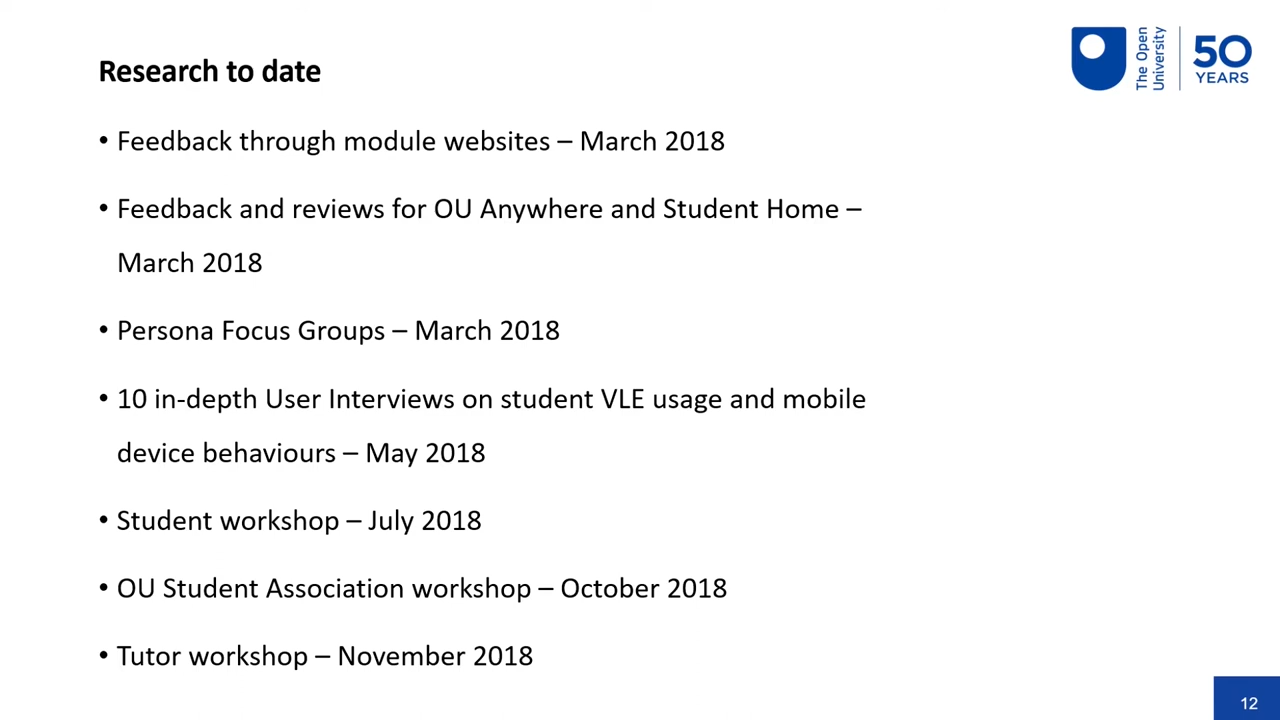 Research to date
The Open
University
50
YEARS
• Feedback through module websites – March 2018
• Feedback and reviews for OU Anywhere and Student Home –
March 2018
• Persona Focus Groups – March 2018
• 10 in-depth User Interviews on student VLE usage and mobile
device behaviours – May 2018
• Student workshop – July 2018
• OU Student Association workshop – October 2018
• Tutor workshop – November 2018
12